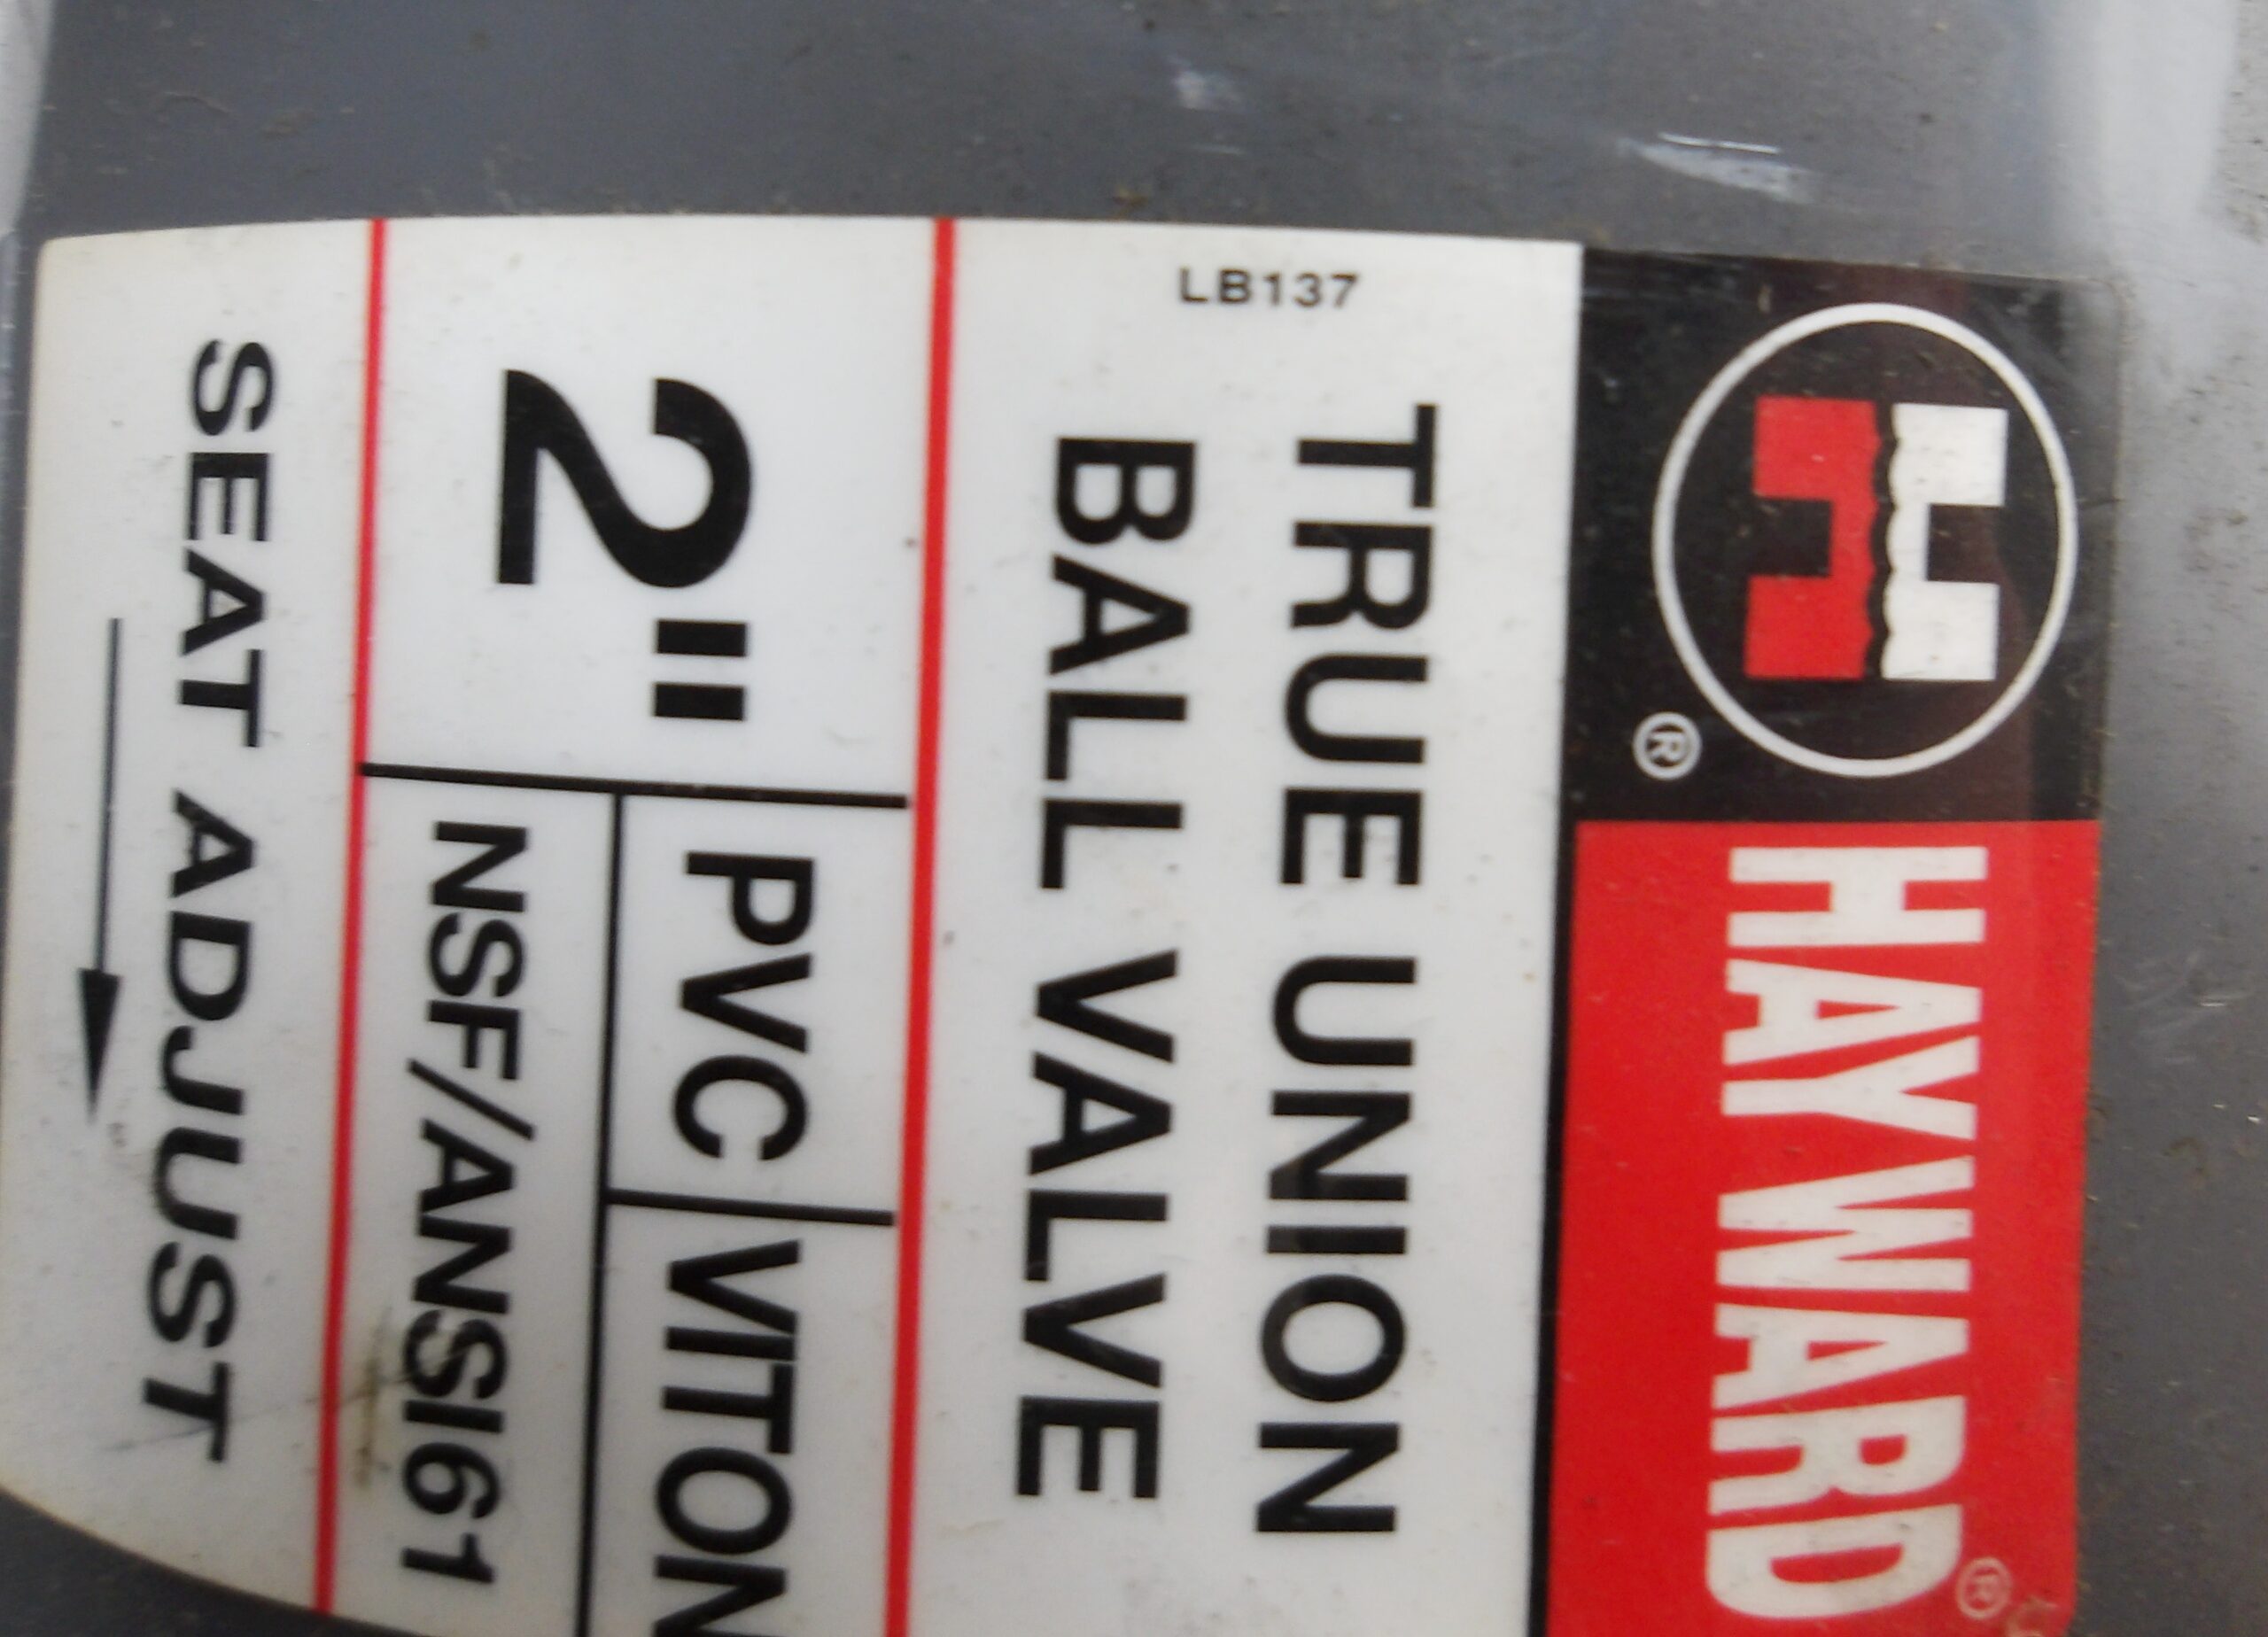 HAYWARD®
®
LB137
TRUE UNION
BALL VALVE
2" PVC VITON
NSF/ANSI61
SEAT ADJUST